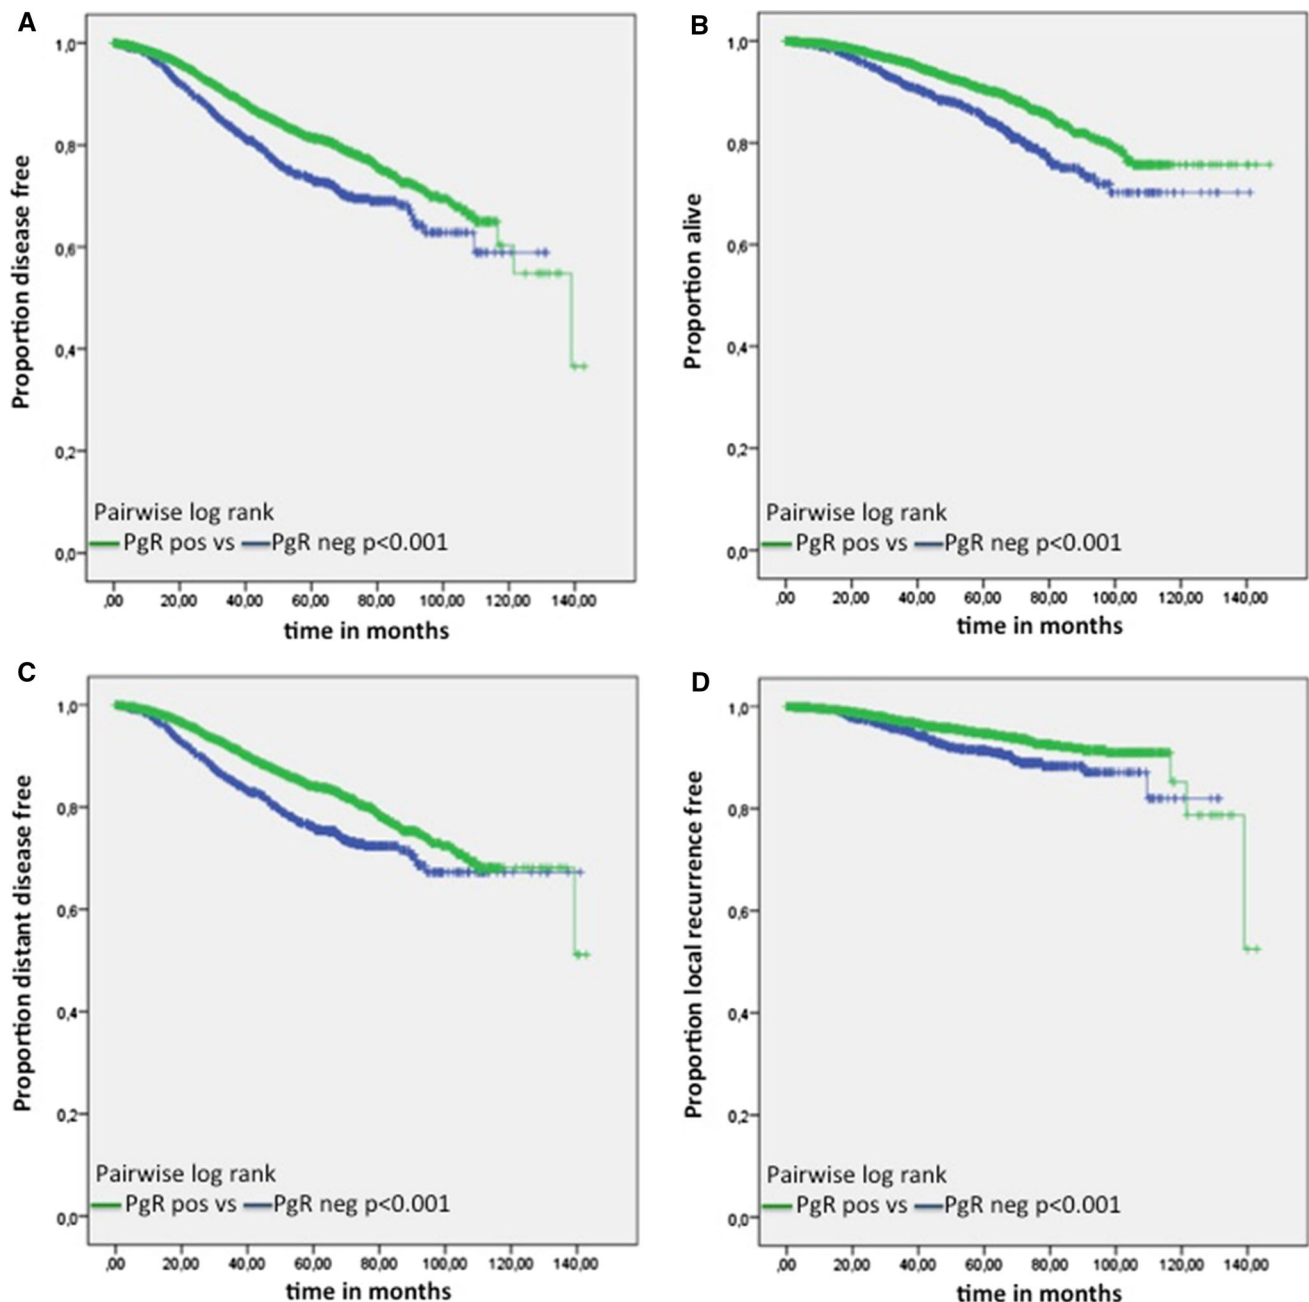 A
Proportion disease free
1,0
0,8
0,6
0,4
0,2
0,0
Pairwise log rank
PgR pos vs PgR neg p<0.001
,00 20,00 40,00 60,00 80,00 100,00 120,00 140,00
time in months
B
Proportion alive
1,0
0,8
0,6
0,4
0,2
0,0
Pairwise log rank
PgR pos vs PgR neg p<0.001
,00 20,00 40,00 60,00 80,00 100,00 120,00 140,00
time in months
C
Proportion distant disease free
1,0
0,8
0,6
0,4
0,2
0,0
Pairwise log rank
PgR pos vs PgR neg p<0.001
,00 20,00 40,00 60,00 80,00 100,00 120,00 140,00
time in months
D
Proportion local recurrence free
1,0
0,8
0,6
0,4
0,2
0,0
Pairwise log rank
PgR pos vs PgR neg p<0.001
,00 20,00 40,00 60,00 80,00 100,00 120,00 140,00
time in months